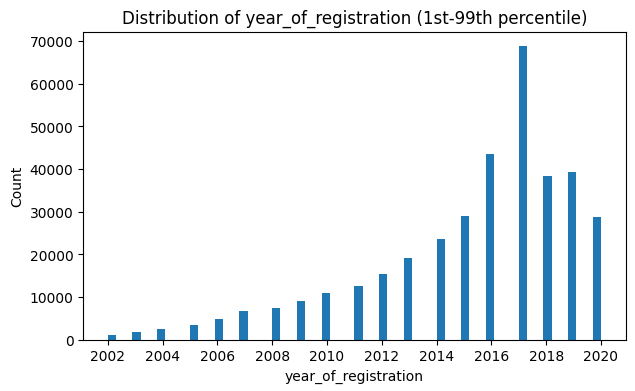 Distribution of year_of_registration (1st-99th percentile)
70000
60000
50000
40000
30000
20000
10000
0
Count
2002 2004 2006 2008 2010 2012 2014 2016 2018 2020
year_of_registration